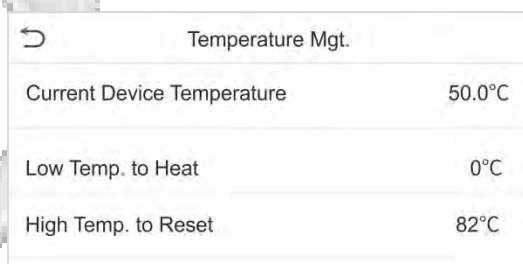 Temperature Mgt.
Current Device Temperature 50.0°C
Low Temp. to Heat 0°C
High Temp. to Reset 82°C